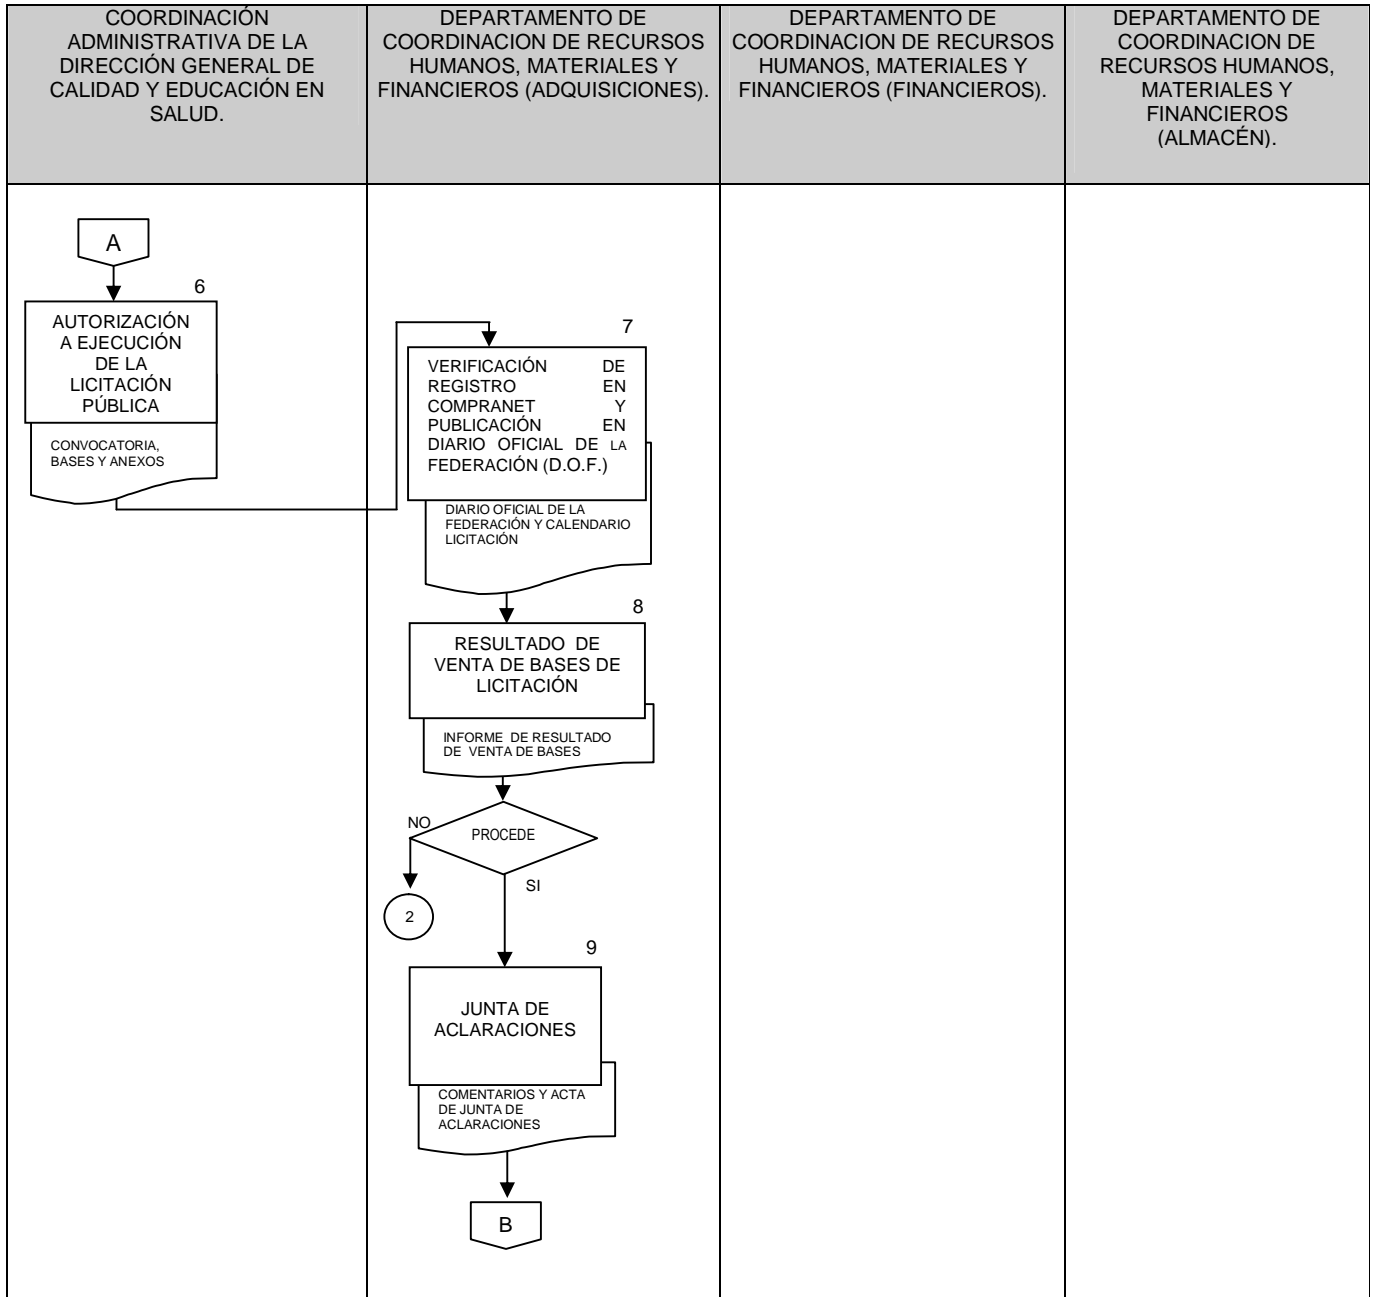 COORDINACIÓN
ADMINISTRATIVA DE LA
DIRECCIÓN GENERAL DE
CALIDAD Y EDUCACIÓN EN
SALUD.
DEPARTAMENTO DE
COORDINACION DE RECURSOS
HUMANOS, MATERIALES Y
FINANCIEROS (ADQUISICIONES).
DEPARTAMENTO DE
COORDINACION DE RECURSOS
HUMANOS, MATERIALES Y
FINANCIEROS (FINANCIEROS).
DEPARTAMENTO DE
COORDINACION DE
RECURSOS HUMANOS,
MATERIALES Y
FINANCIEROS
(ALMACÉN).
A
6
AUTORIZACIÓN
A EJECUCIÓN
DE LA
LICITACIÓN
PÚBLICA
CONVOCATORIA,
BASES Y ANEXOS
7
VERIFICACIÓN DE
REGISTRO EN
COMPRANET Y
PUBLICACIÓN EN
DIARIO OFICIAL DE LA
FEDERACIÓN (D.O.F.)
DIARIO OFICIAL DE LA
FEDERACIÓN Y CALENDARIO
LICITACIÓN
8
RESULTADO DE
VENTA DE BASES DE
LICITACIÓN
INFORME DE RESULTADO
DE VENTA DE BASES
NO
PROCEDE
SI
2
9
JUNTA DE
ACLARACIONES
COMENTARIOS Y ACTA
DE JUNTA DE
ACLARACIONES
B